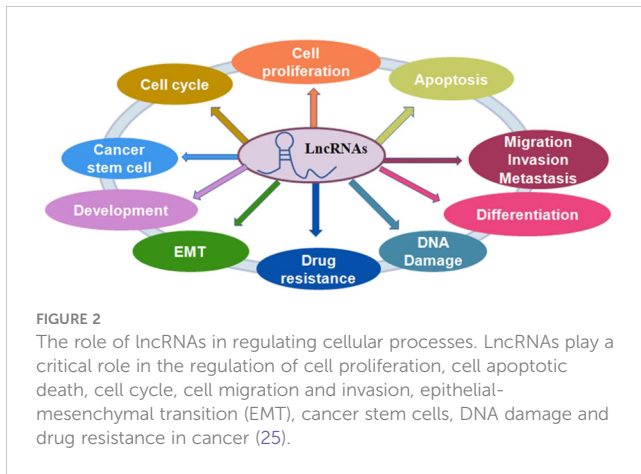 Cell
proliferation
Apoptosis
Cell cycle
LncRNAs
Cancer
stem cell
Migration
Invasion
Metastasis
Development
Differentiation
EMT
Drug
resistance
DNA
Damage
FIGURE 2
The role of lncRNAs in regulating cellular processes. LncRNAs play a
critical role in the regulation of cell proliferation, cell apoptotic
death, cell cycle, cell migration and invasion, epithelial-
mesenchymal transition (EMT), cancer stem cells, DNA damage and
drug resistance in cancer (25).